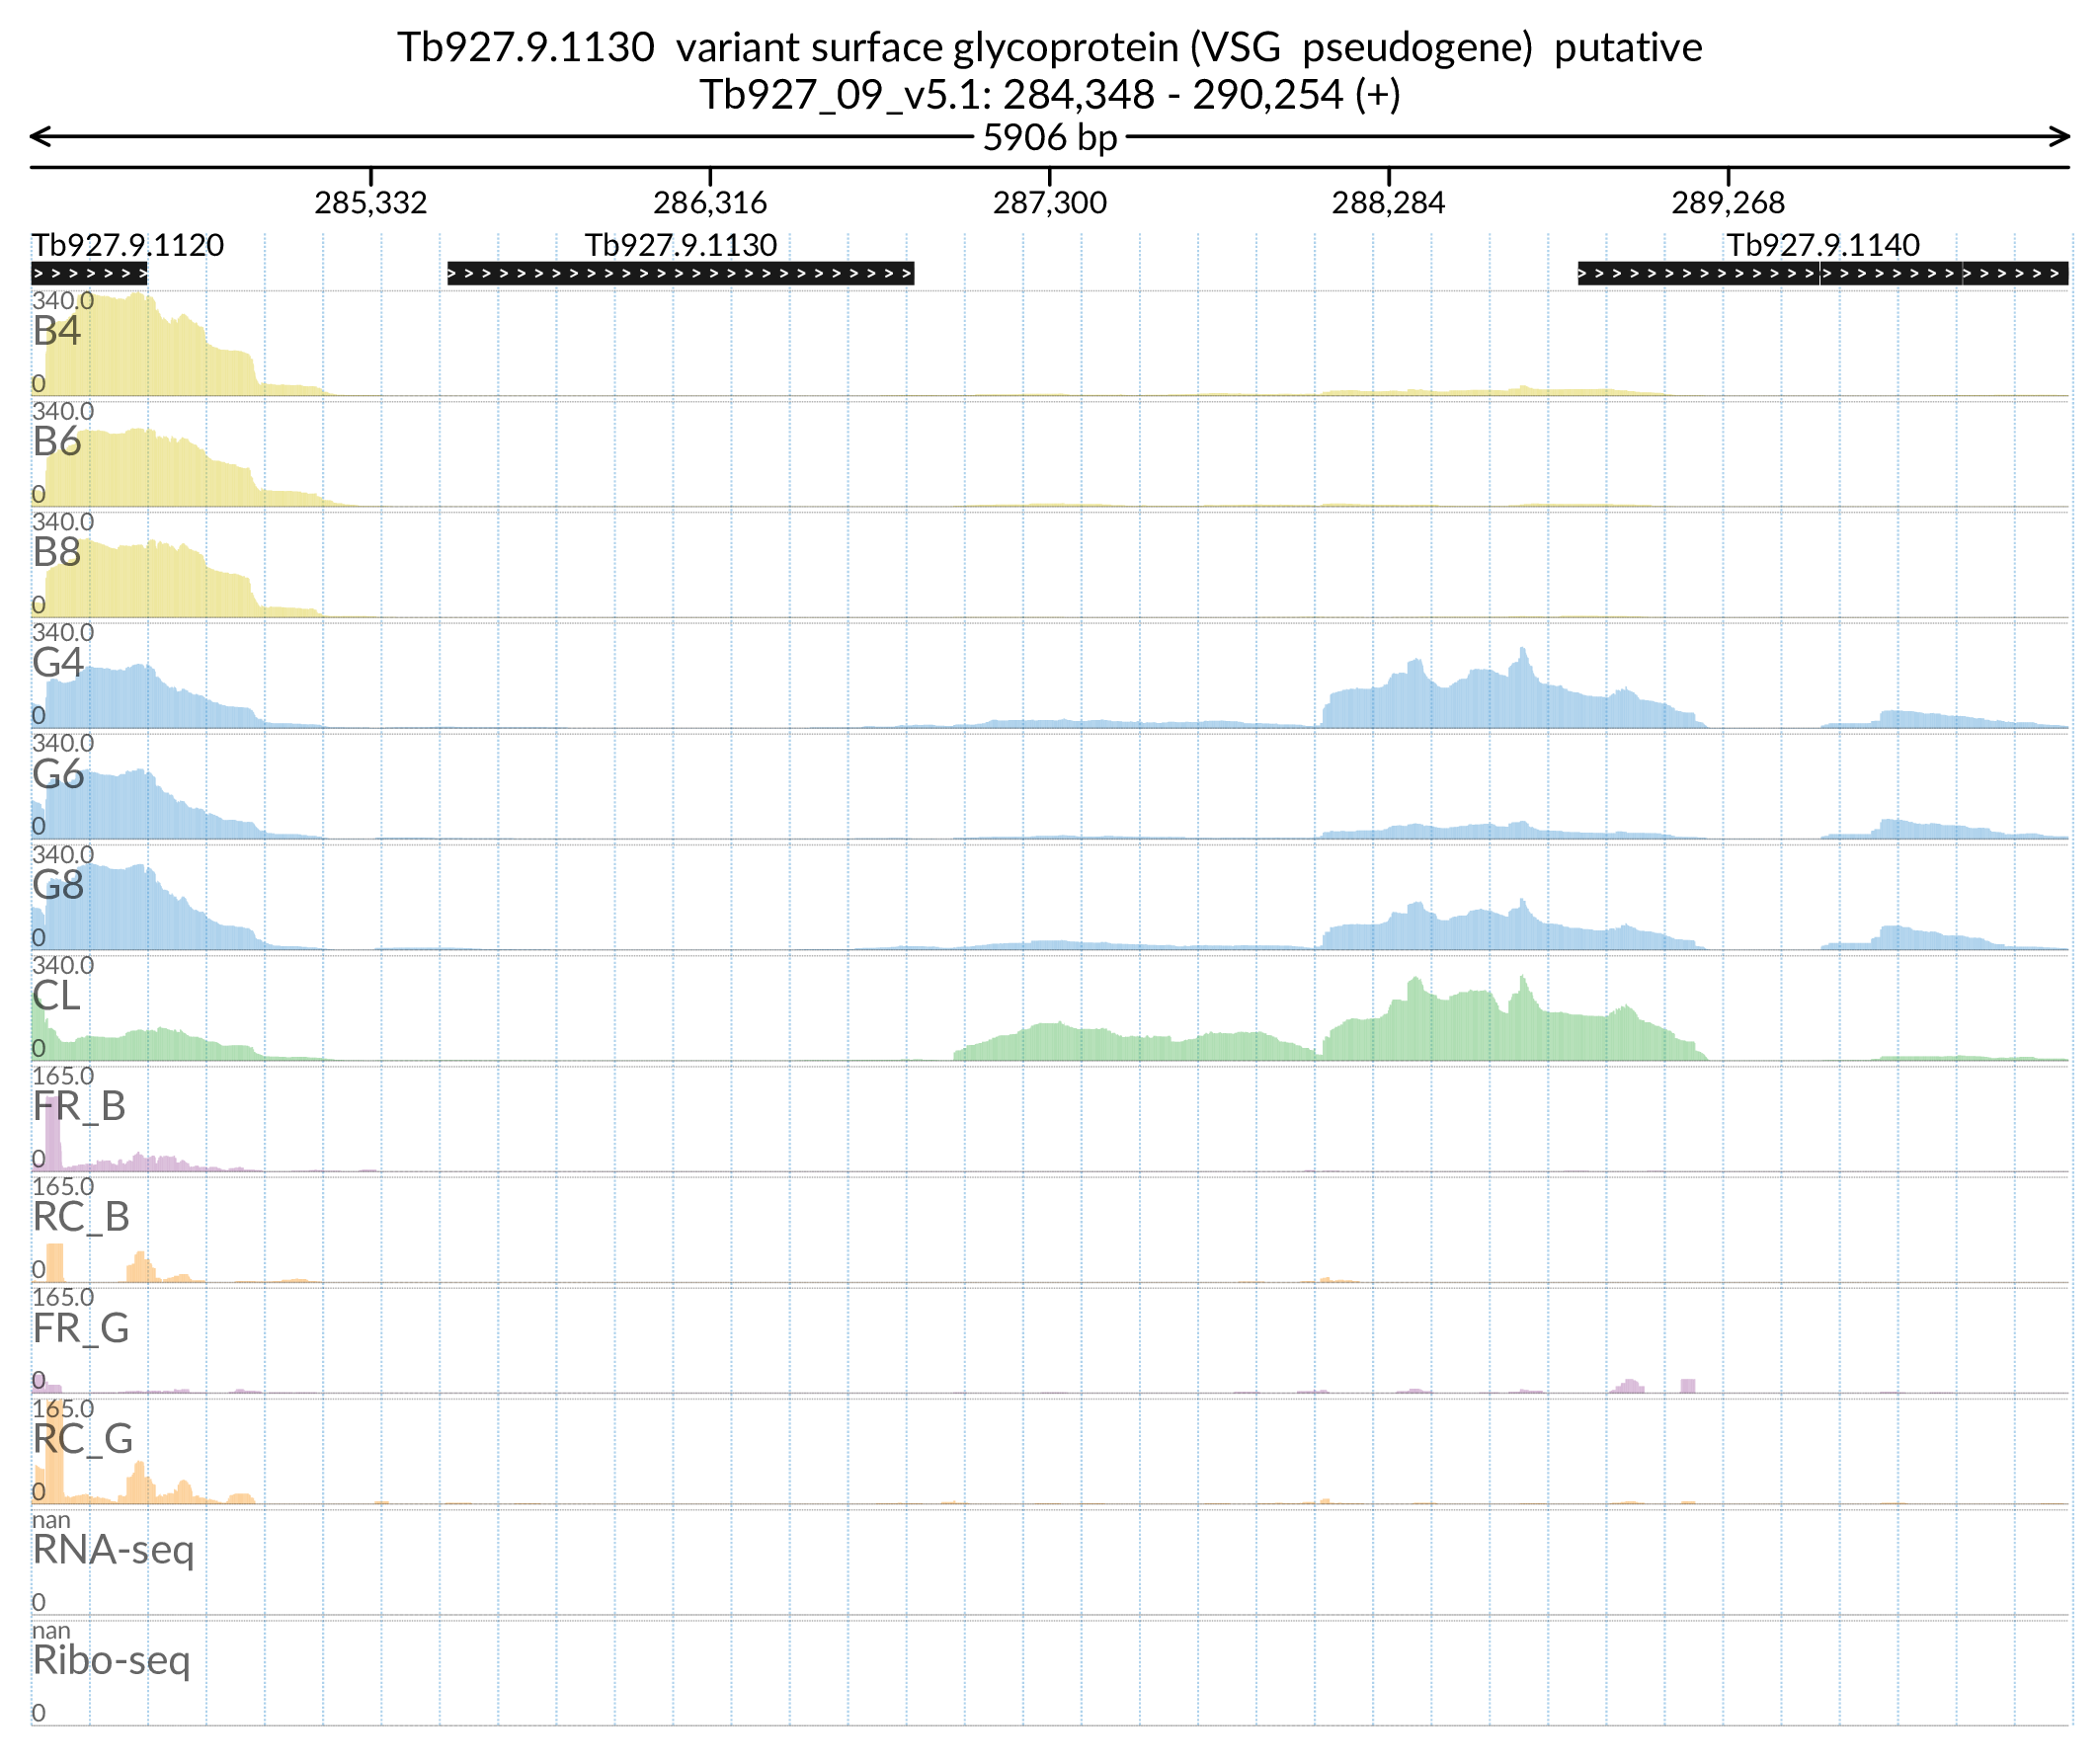 Tb927.9.1130 variant surface glycoprotein (VSG pseudogene) putative
Tb927_09_v5.1: 284,348 - 290,254 (+)
5906 bp
285,332 286,316 287,300 288,284 289,268
Tb927.9.1120 Tb927.9.1130 Tb927.9.1140
340.0
B4
0
340.0
B6
0
340.0
B8
0
340.0
G4
0
340.0
G6
0
340.0
G8
0
340.0
CL
0
165.0
FR_B
0
165.0
RC_B
0
165.0
FR_G
0
165.0
RC_G
0
nan
RNA-seq
0
nan
Ribo-seq
0